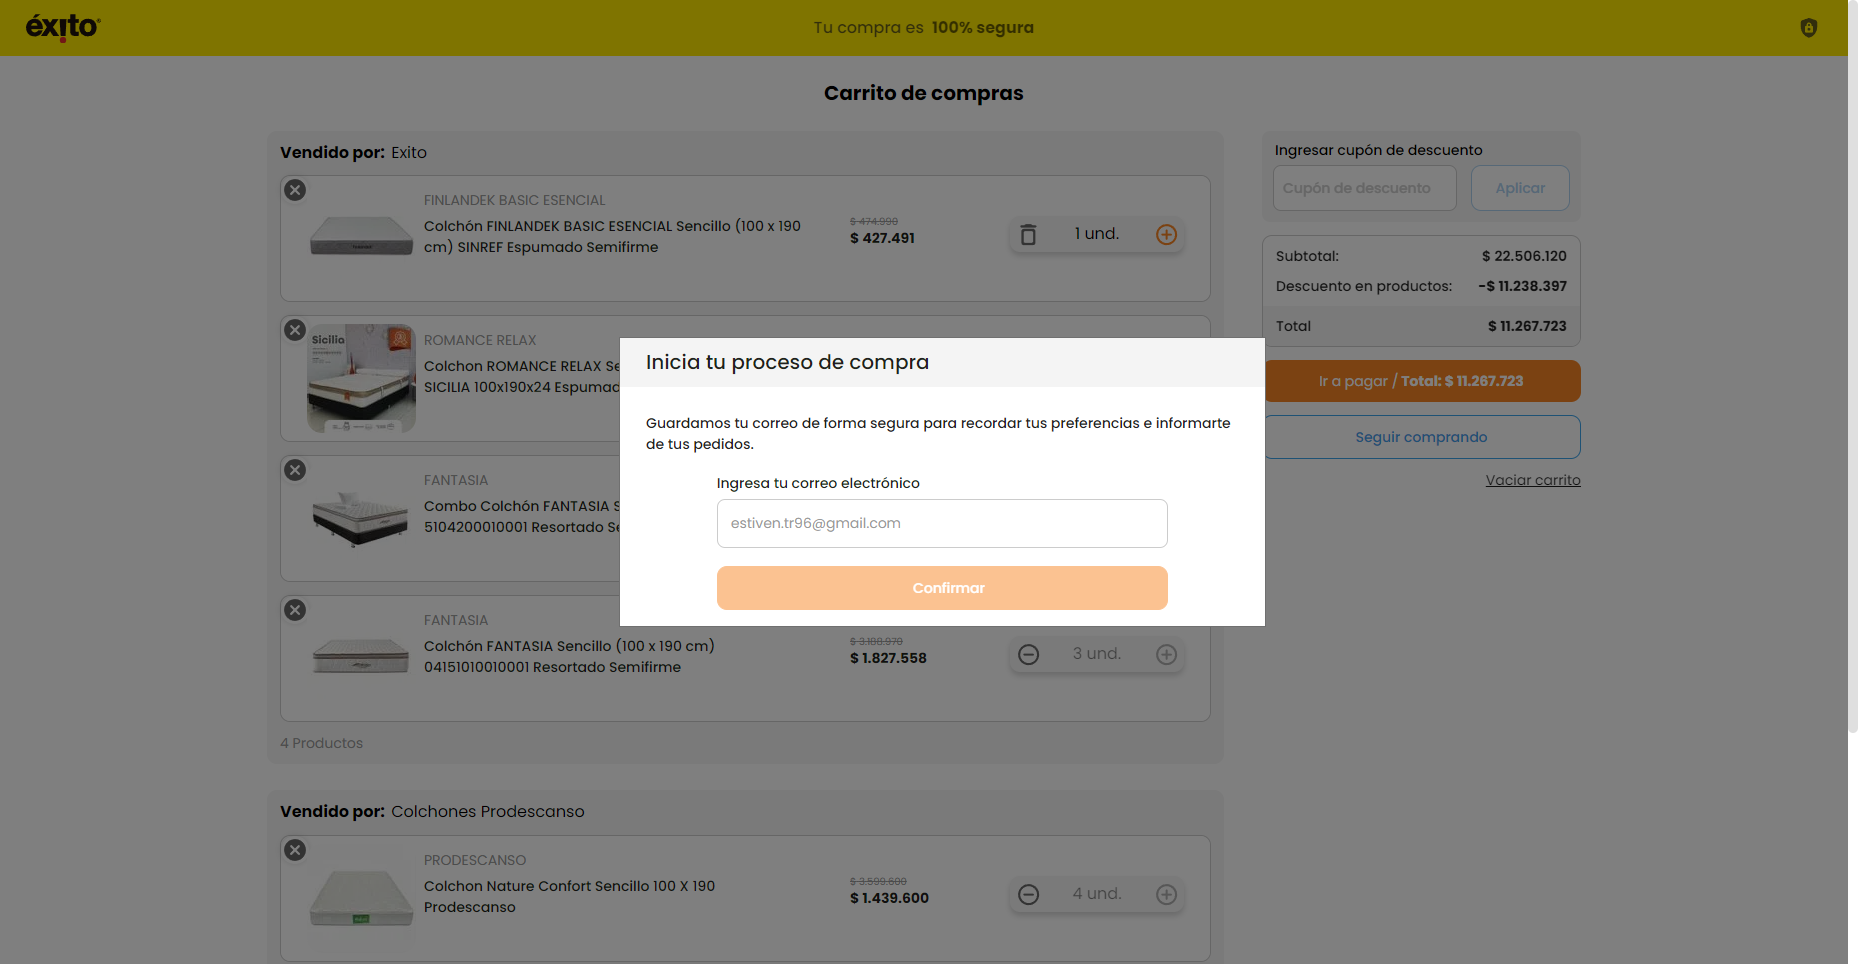 éxito
Tu compra es 100% segura
Carrito de compras
Vendido por: Exito
FINLANDEK BASIC ESENCIAL
Colchón FINLANDEK BASIC ESENCIAL Sencillo (100 x 190
cm) SINREF Espumado Semifirme
$ 474.990
$ 427.491
1 und.
Sicilia
ROMANCE RELAX
Colchon ROMANCE RELAX Se
SICILIA 100x190x24 Espumad
FANTASIA
Combo Colchón FANTASIA S
5104200010001 Resortado Se
FANTASIA
Colchón FANTASIA Sencillo (100 x 190 cm)
04151010010001 Resortado Semifirme
$ 3.188.970
$ 1.827.558
3 und.
4 Productos
Vendido por: Colchones Prodescanso
PRODESCANSO
Colchon Nature Confort Sencillo 100 X 190
Prodescanso
$ 3.599.600
$ 1.439.600
4 und.
Ingresar cupón de descuento
Cupón de descuento
Aplicar
Subtotal: $ 22.506.120
Descuento en productos: -$ 11.238.397
Total $ 11.267.723
Ir a pagar / Total: $ 11.267.723
Seguir comprando
Vaciar carrito
Inicia tu proceso de compra
Guardamos tu correo de forma segura para recordar tus preferencias e informarte
de tus pedidos.
Ingresa tu correo electrónico
estiven.tr96@gmail.com
Confirmar